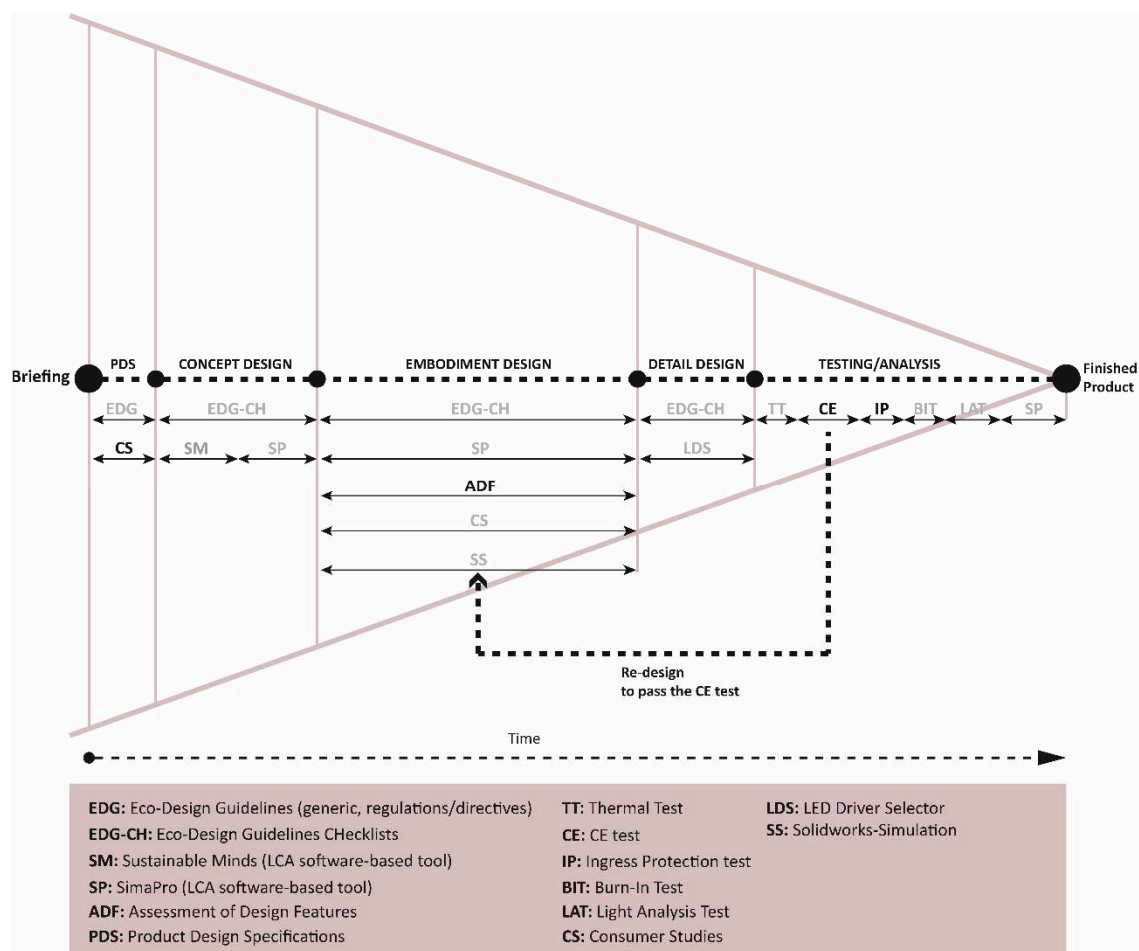 PDS CONCEPT DESIGN EMBODIMENT DESIGN DETAIL DESIGN TESTING/ANALYSIS
Briefing
Finished
Product
EDG EDG-CH EDG-CH EDG-CH TT CE IP BIT LAT SP
CS SM SP SP LDS
ADF
CS
SS
Re-design
to pass the CE test
Time
EDG: Eco-Design Guidelines (generic, regulations/directives)
EDG-CH: Eco-Design Guidelines CHecklists
SM: Sustainable Minds (LCA software-based tool)
SP: SimaPro (LCA software-based tool)
ADF: Assessment of Design Features
PDS: Product Design Specifications
TT: Thermal Test
CE: CE test
IP: Ingress Protection test
BIT: Burn-In Test
LAT: Light Analysis Test
CS: Consumer Studies
LDS: LED Driver Selector
SS: Solidworks-Simulation